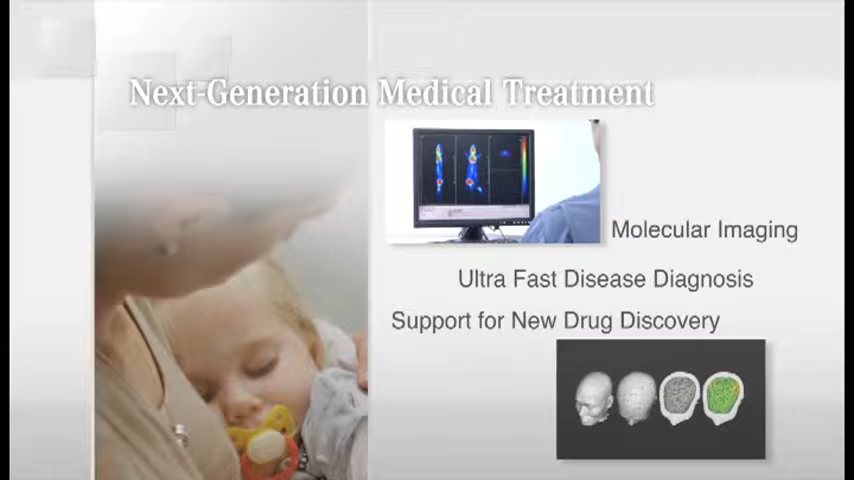 Next-Generation Medical Treatment
Molecular Imaging
Ultra Fast Disease Diagnosis
Support for New Drug Discovery